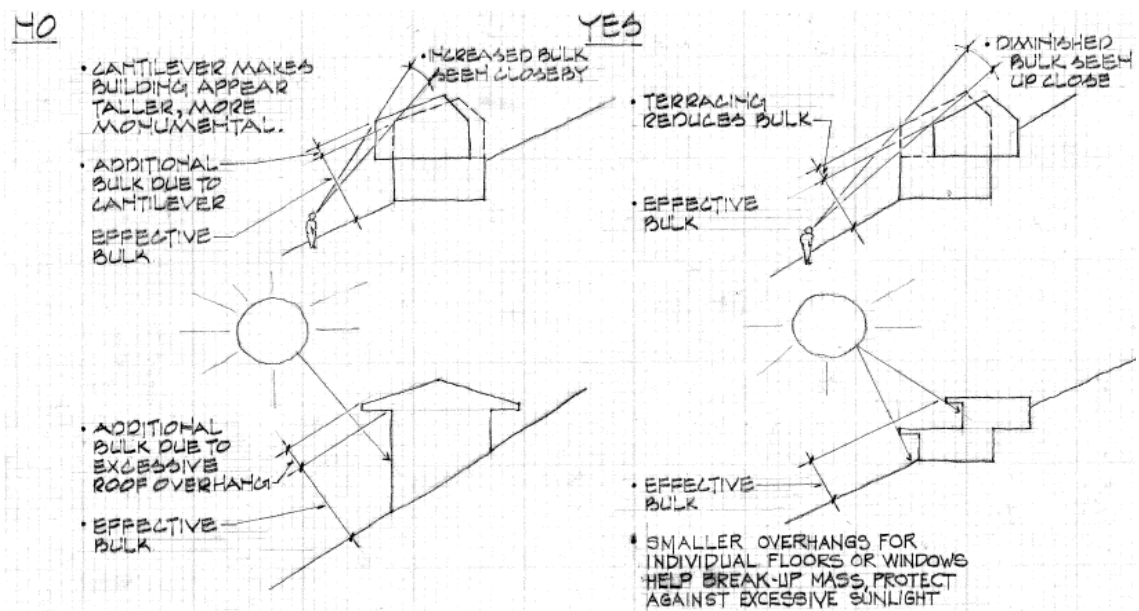 NO
• CANTILEVER MAKES
BUILDING APPEAR
TALLER, MORE
MONUMENTAL.
• INCREASED BULK
SEEN CLOSEBY
• ADDITIONAL
BULK DUE TO
CANTILEVER
EFFECTIVE
BULK
• ADDITIONAL
BULK DUE TO
EXCESSIVE
ROOF OVERHANG
• EFFECTIVE
BULK
YES
• DIMINISHED
BULK SEEN
UP CLOSE
• TERRACING
REDUCES BULK
• EFFECTIVE
BULK
• EFFECTIVE
BULK
• SMALLER OVERHANGS FOR
INDIVIDUAL FLOORS OR WINDOWS
HELP BREAK-UP MASS, PROTECT
AGAINST EXCESSIVE SUNLIGHT